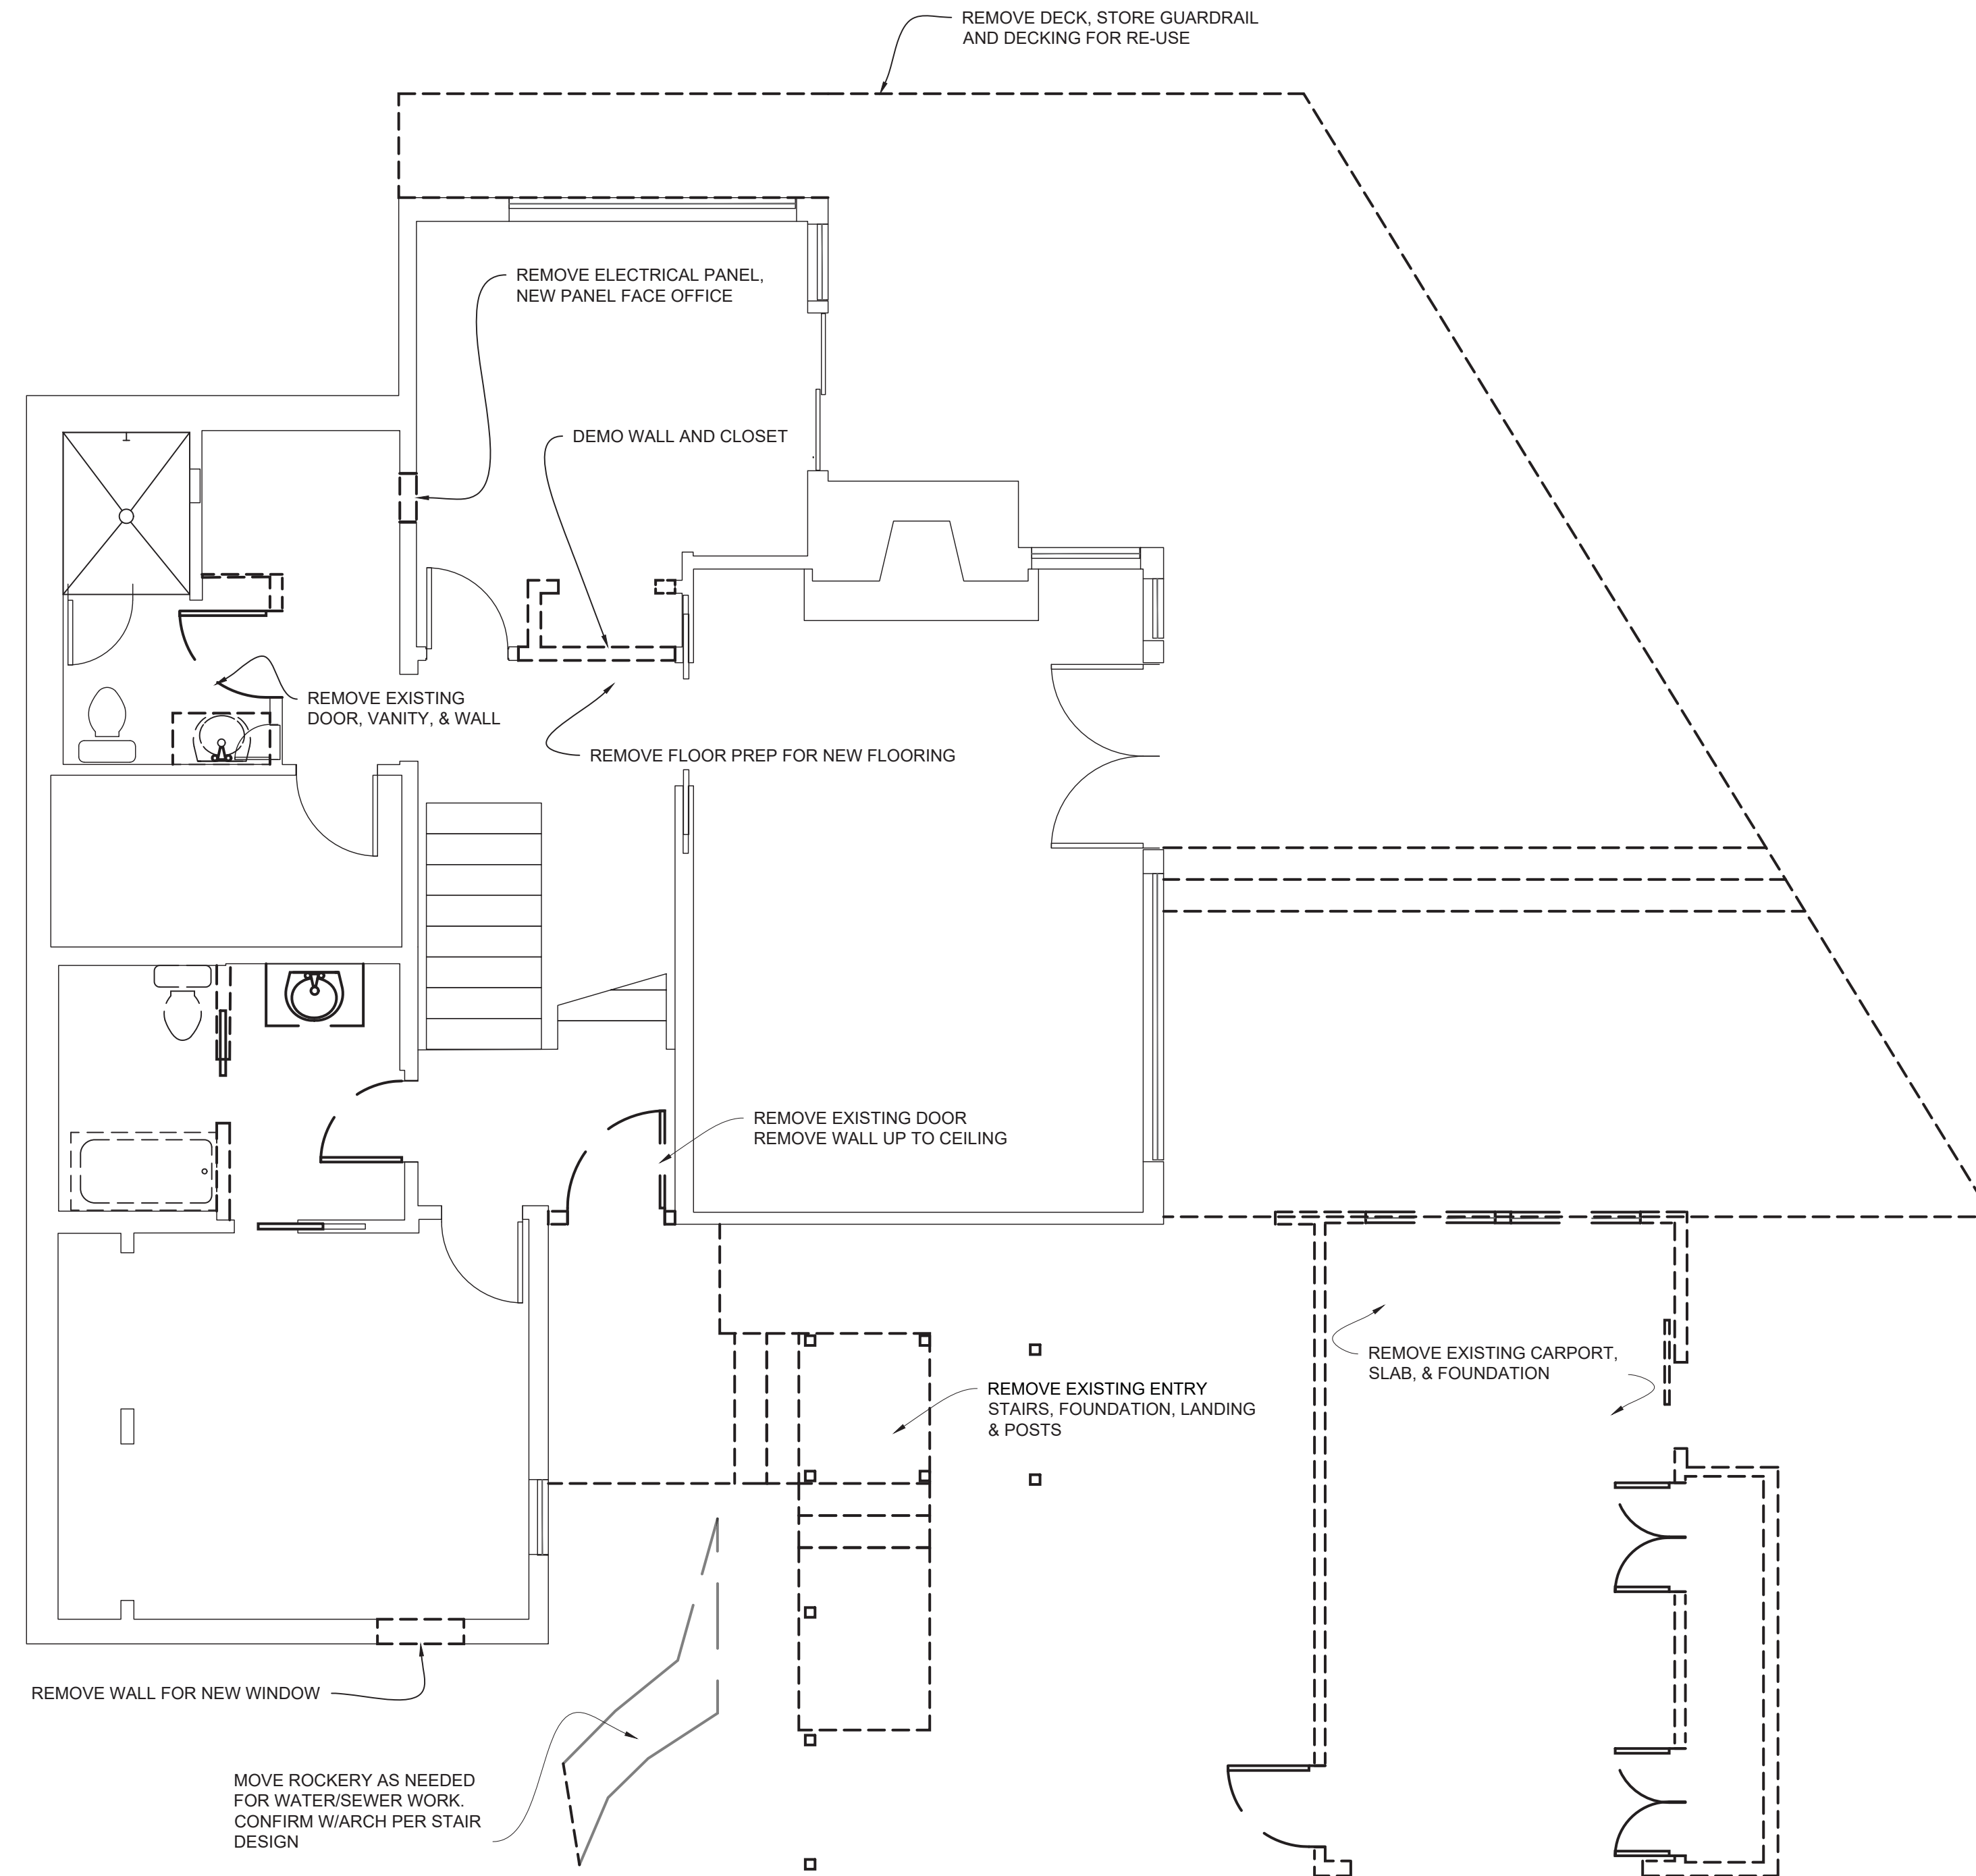 REMOVE DECK, STORE GUARDRAIL
AND DECKING FOR RE-USE
REMOVE ELECTRICAL PANEL,
NEW PANEL FACE OFFICE
DEMO WALL AND CLOSET
REMOVE EXISTING
DOOR, VANITY, & WALL
REMOVE FLOOR PREP FOR NEW FLOORING
REMOVE EXISTING DOOR
REMOVE WALL UP TO CEILING
REMOVE EXISTING CARPORT,
SLAB, & FOUNDATION
REMOVE EXISTING ENTRY
STAIRS, FOUNDATION, LANDING
& POSTS
REMOVE WALL FOR NEW WINDOW
MOVE ROCKERY AS NEEDED
FOR WATER/SEWER WORK.
CONFIRM W/ARCH PER STAIR
DESIGN